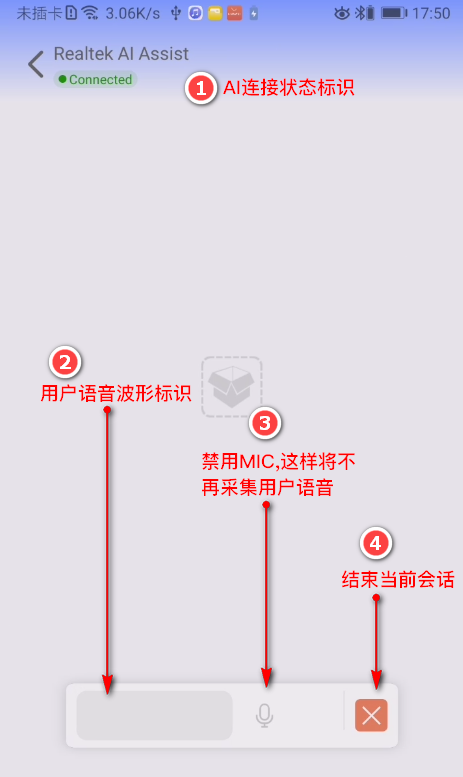 未插卡 3.06K/s 17:50
Realtek AI Assist
Connected
1 AI连接状态标识
2
用户语音波形标识
3
禁用MIC,这样将不
再采集用户语音
4
结束当前会话